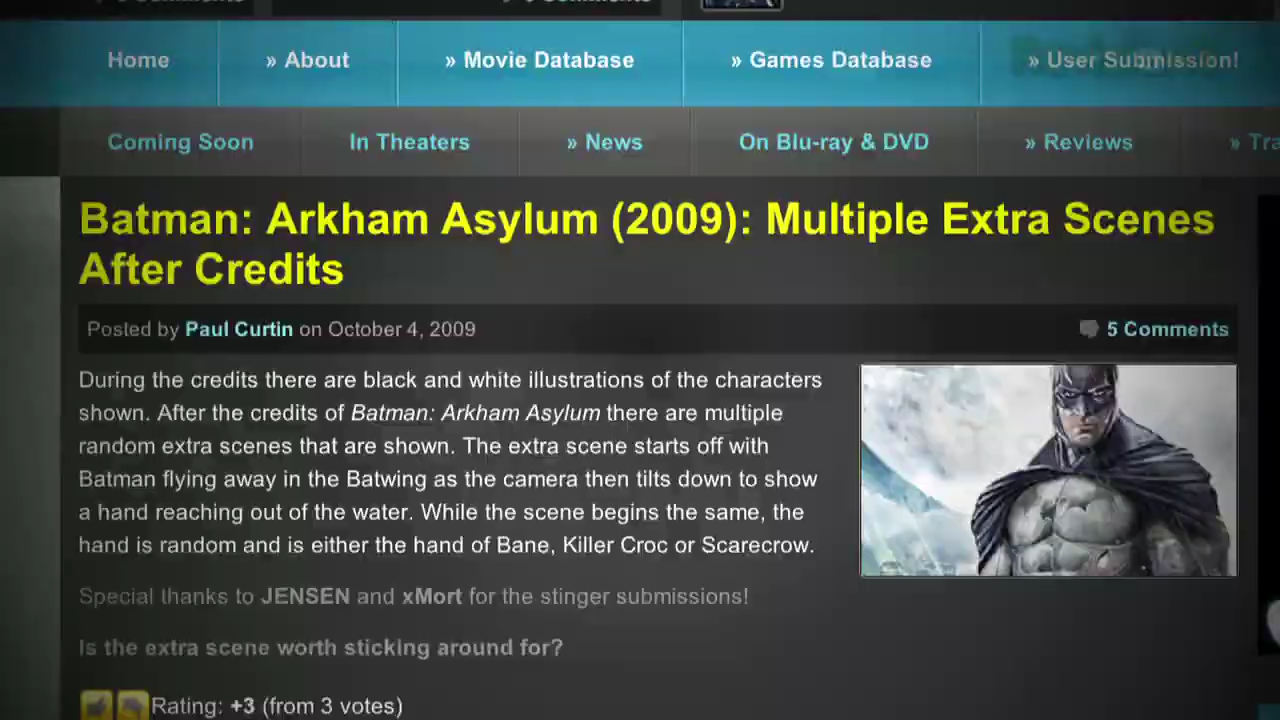 Home » About » Movie Database » Games Database » User Submission!
Coming Soon In Theaters » News On Blu-ray & DVD » Reviews »
Batman: Arkham Asylum (2009): Multiple Extra Scenes
After Credits
Posted by Paul Curtin on October 4, 2009 5 Comments
During the credits there are black and white illustrations of the characters
shown. After the credits of Batman: Arkham Asylum there are multiple
random extra scenes that are shown. The extra scene starts off with
Batman flying away in the Batwing as the camera then tilts down to show
a hand reaching out of the water. While the scene begins the same, the
hand is random and is either the hand of Bane, Killer Croc or Scarecrow.
Special thanks to JENSEN and xMort for the stinger submissions!
Is the extra scene worth sticking around for?
Rating: +3 (from 3 votes)